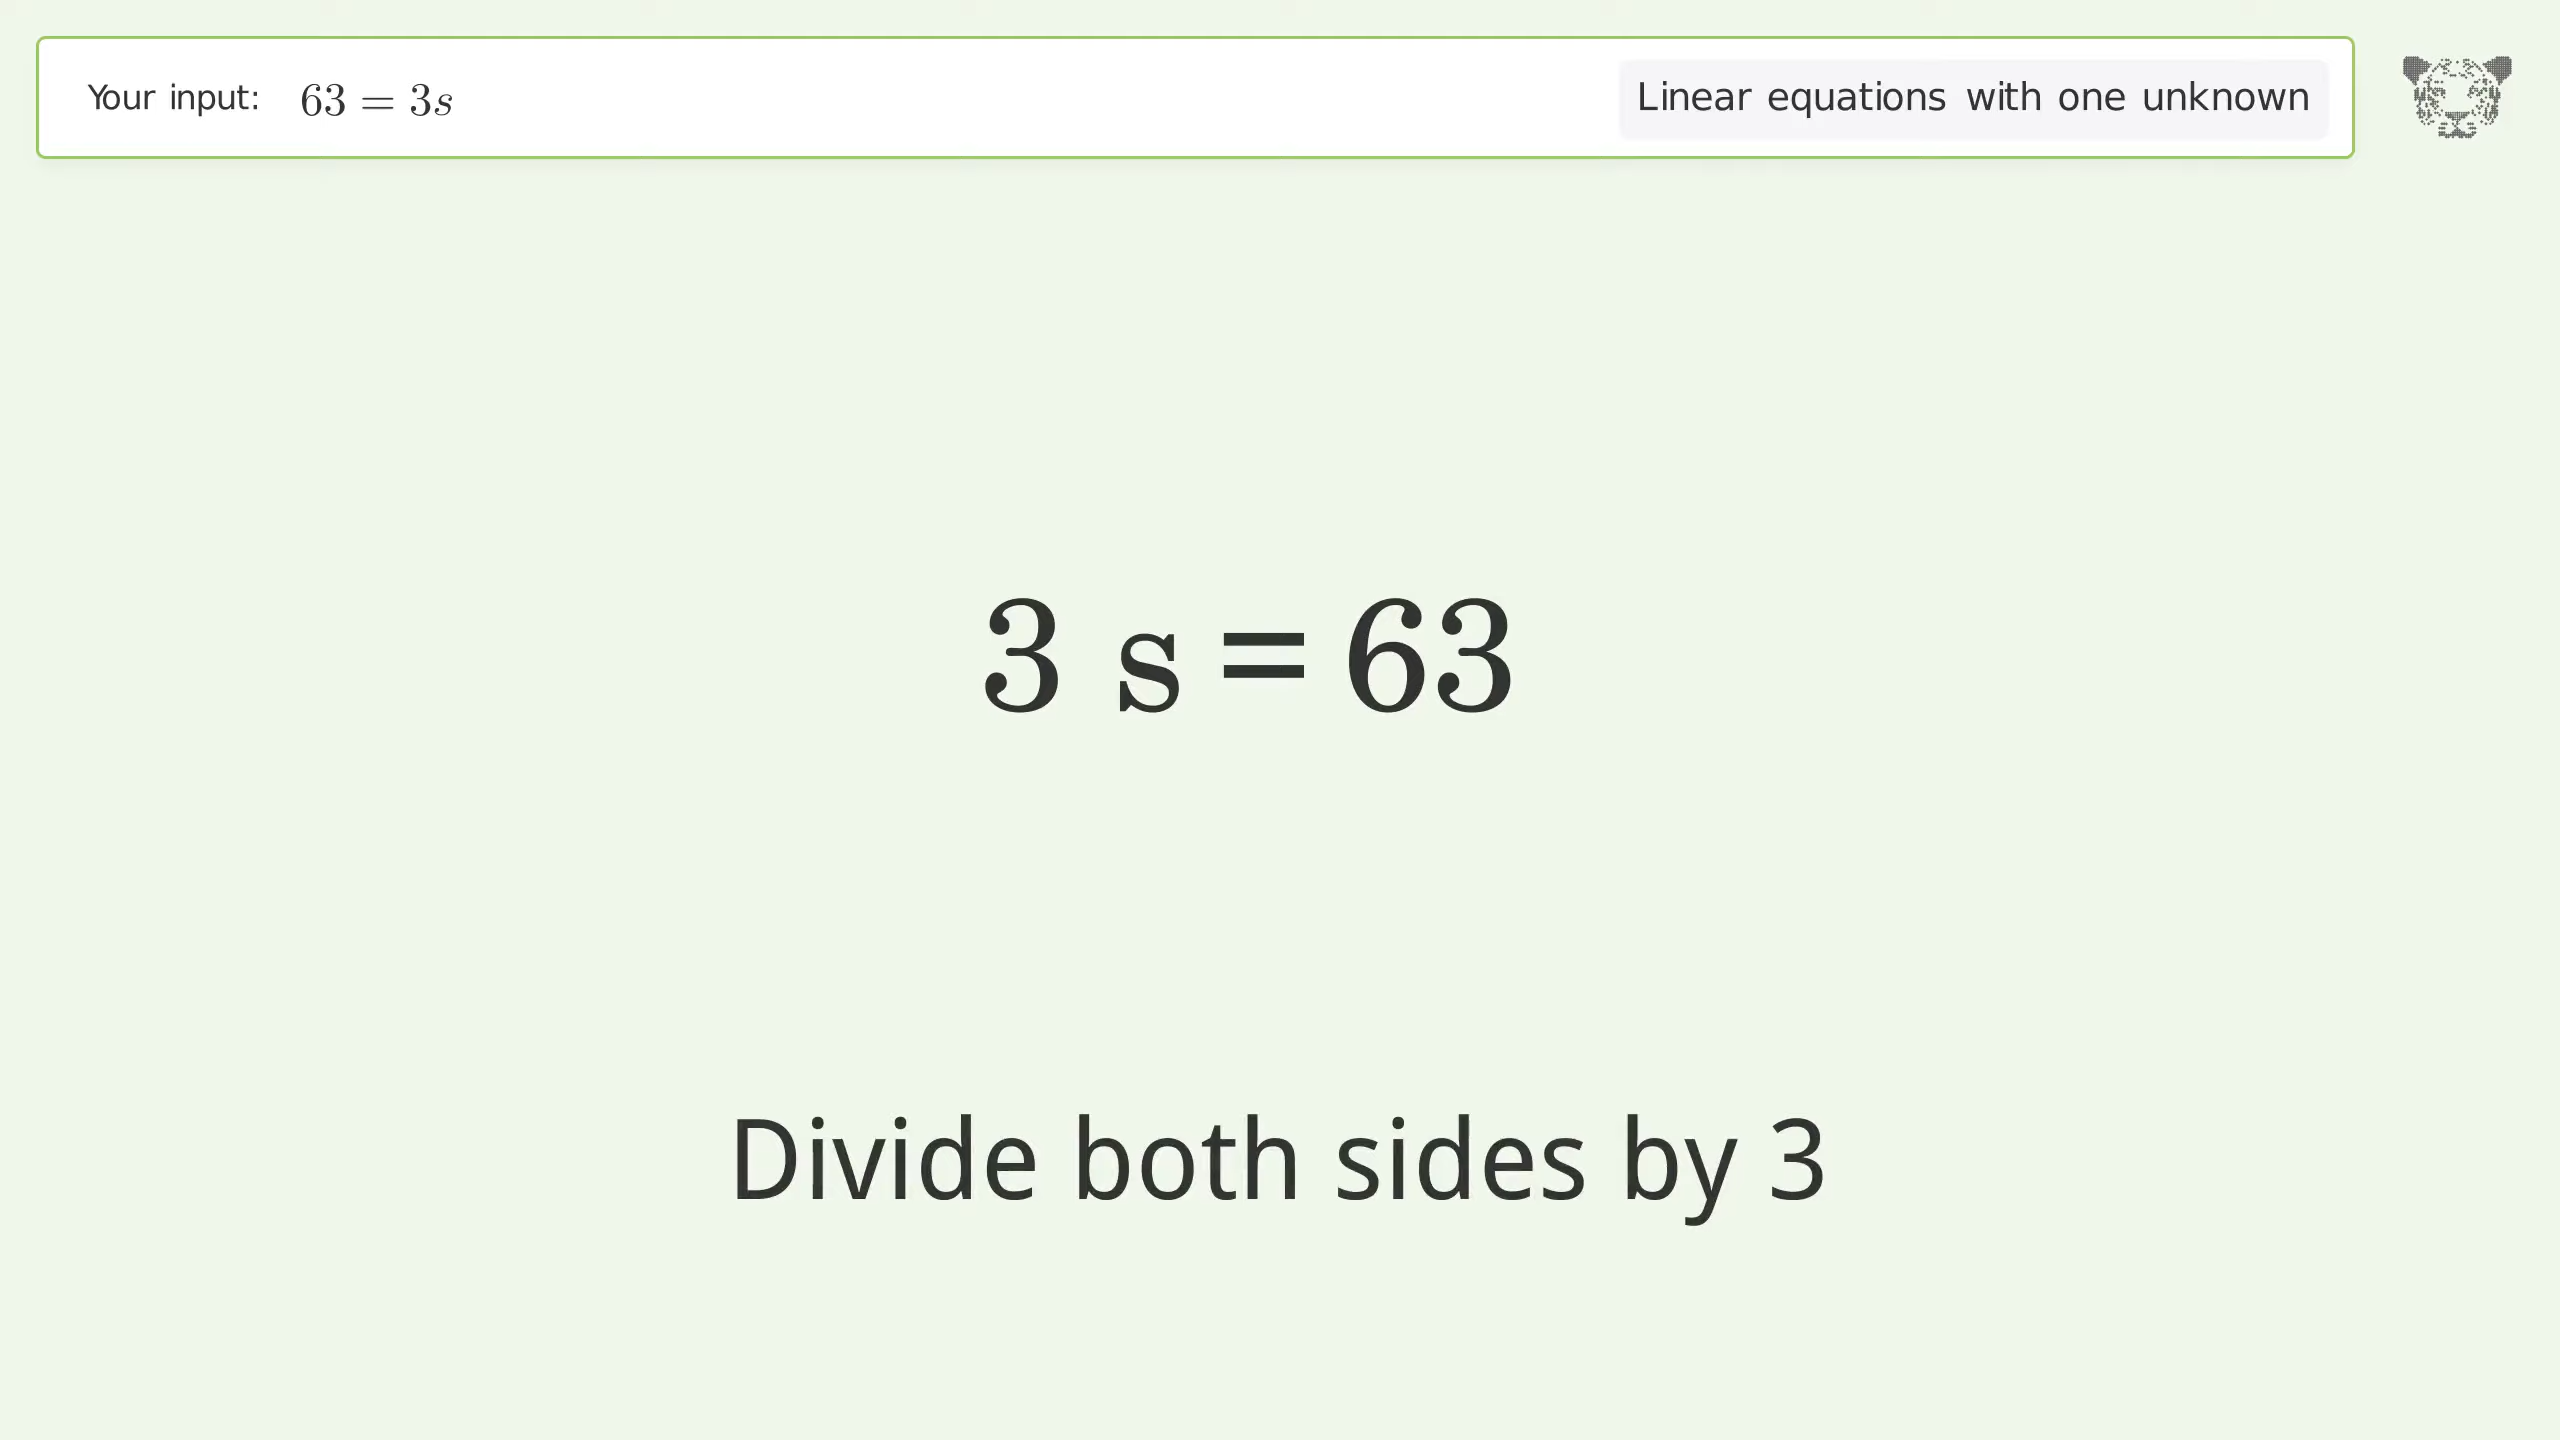 Your input: 63 = 3s
Linear equations with one unknown
3 s = 63
Divide both sides by 3